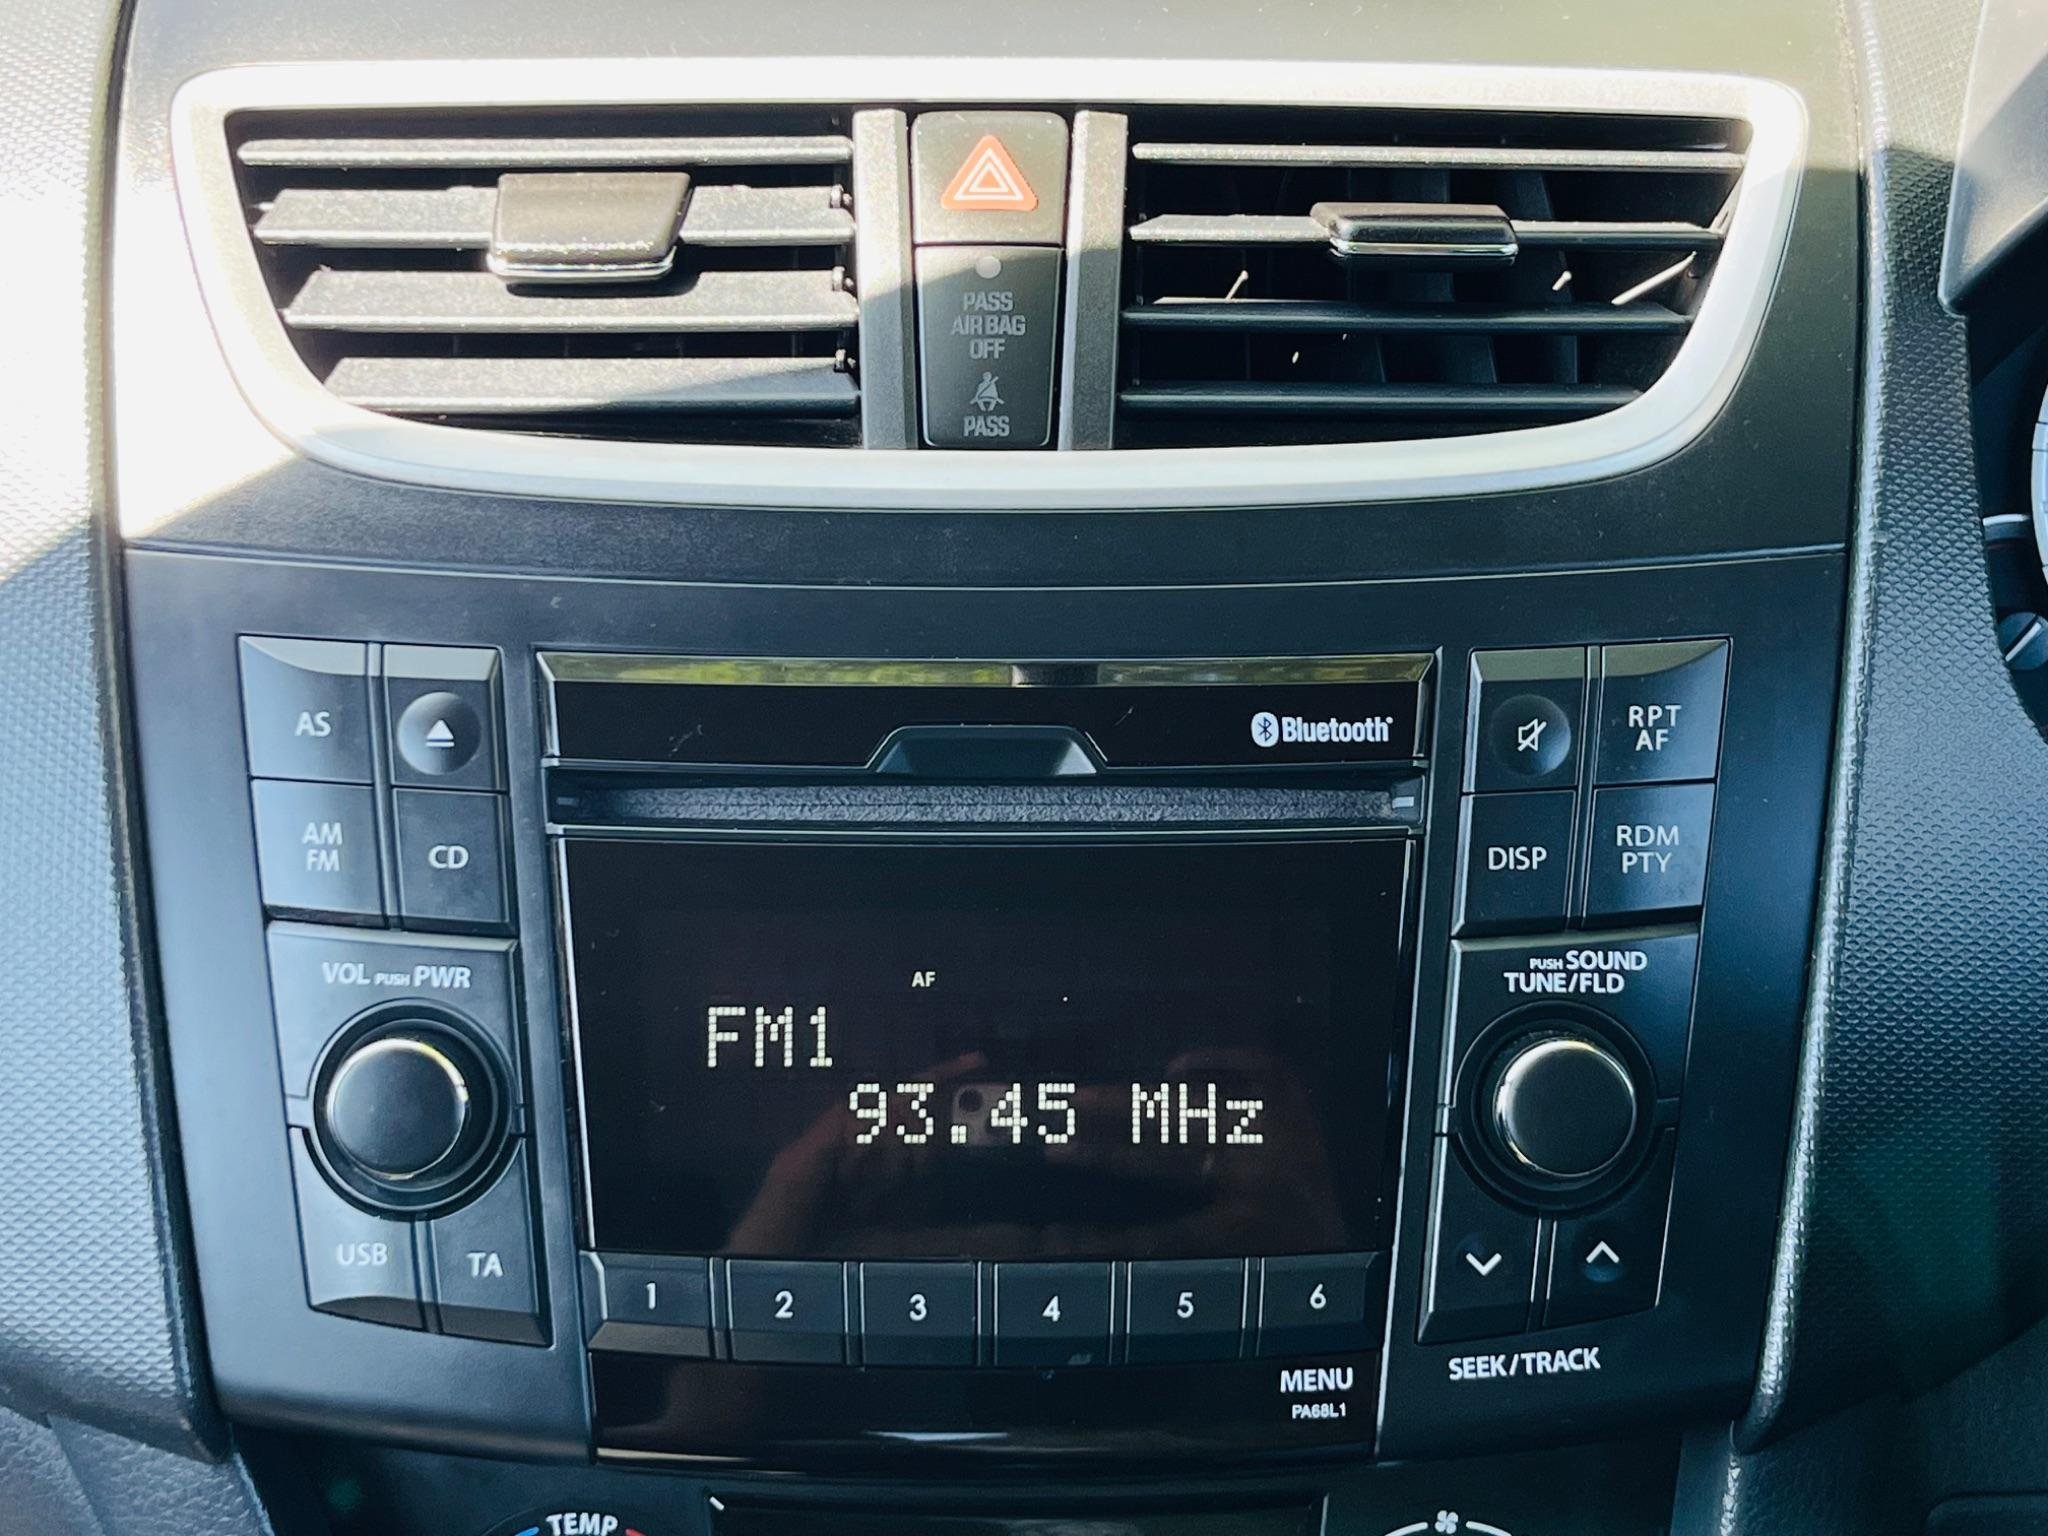 PASS
AIR BAG
OFF
PASS
Bluetooth
AS
AM
FM
CD
RPT
AF
DISP
RDM
PTY
VOL PUSH PWR
PUSH SOUND
TUNE/FLD
AF
FM1
93.45 MHz
USB
TA
1 2 3 4 5 6
MENU
PA68L1
SEEK/TRACK
TEMP